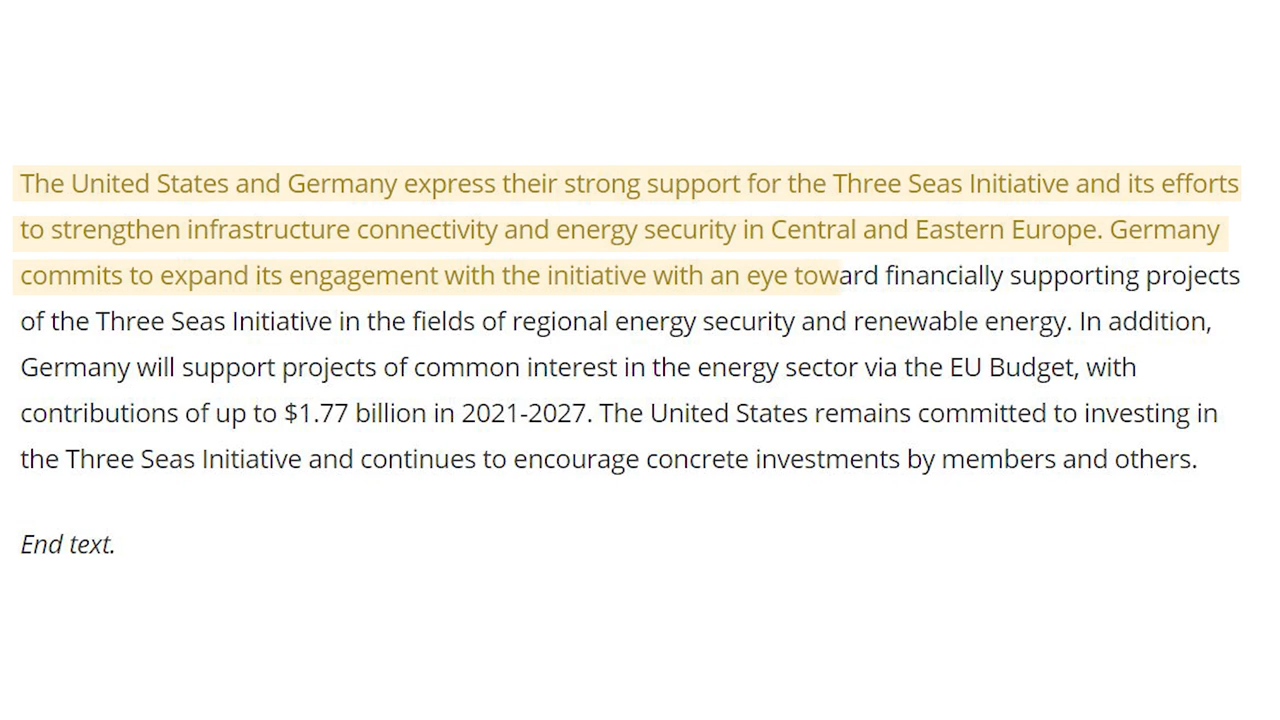 The United States and Germany express their strong support for the Three Seas Initiative and its efforts
to strengthen infrastructure connectivity and energy security in Central and Eastern Europe. Germany
commits to expand its engagement with the initiative with an eye toward financially supporting projects
of the Three Seas Initiative in the fields of regional energy security and renewable energy. In addition,
Germany will support projects of common interest in the energy sector via the EU Budget, with
contributions of up to $1.77 billion in 2021-2027. The United States remains committed to investing in
the Three Seas Initiative and continues to encourage concrete investments by members and others.
End text.